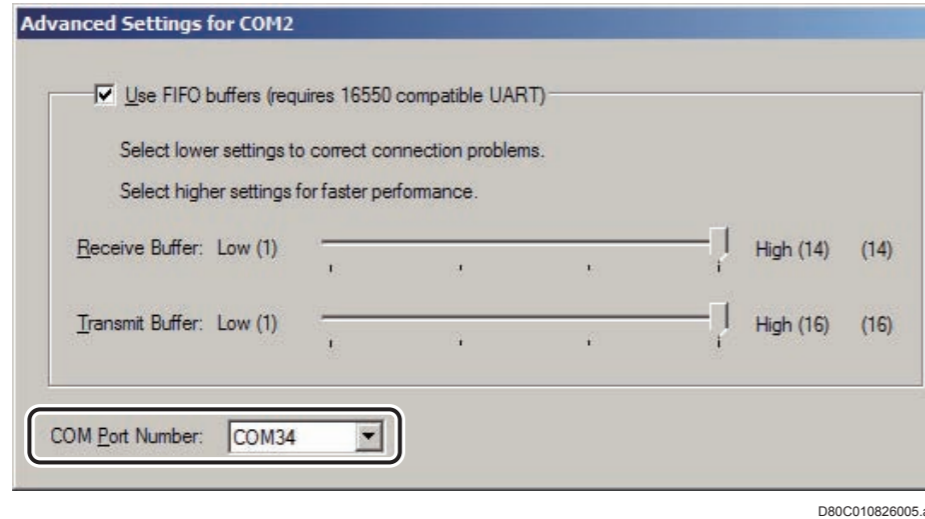 Advanced Settings for COM2
Use FIFO buffers (requires 16550 compatible UART)
Select lower settings to correct connection problems.
Select higher settings for faster performance.
Receive Buffer: Low (1) High (14) (14)
Transmit Buffer: Low (1) High (16) (16)
COM Port Number: COM34
D80C010826005.a